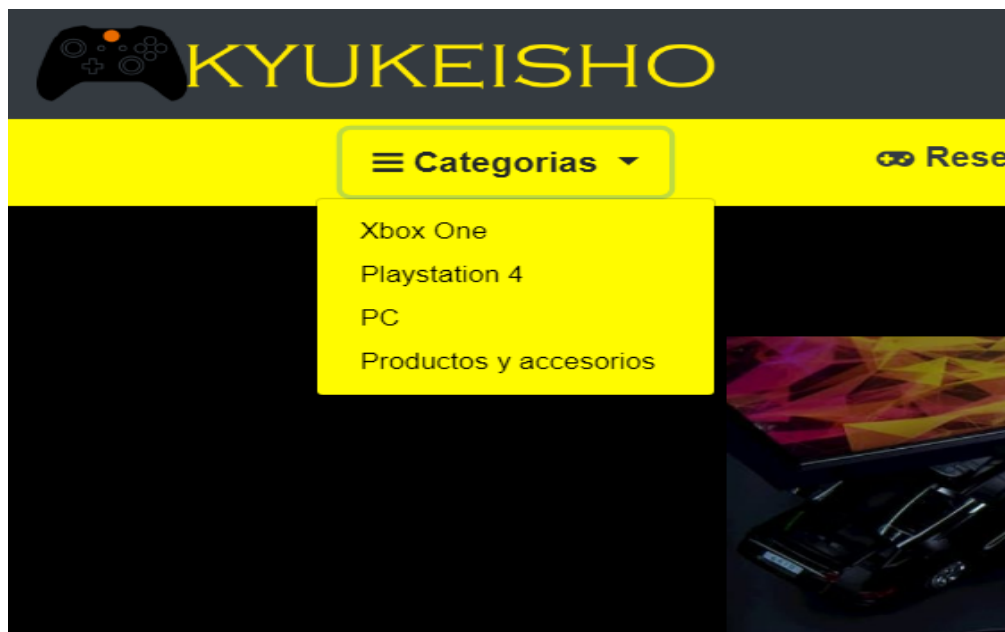 KYUKEISHO
Categorias
Xbox One
Playstation 4
PC
Productos y accesorios